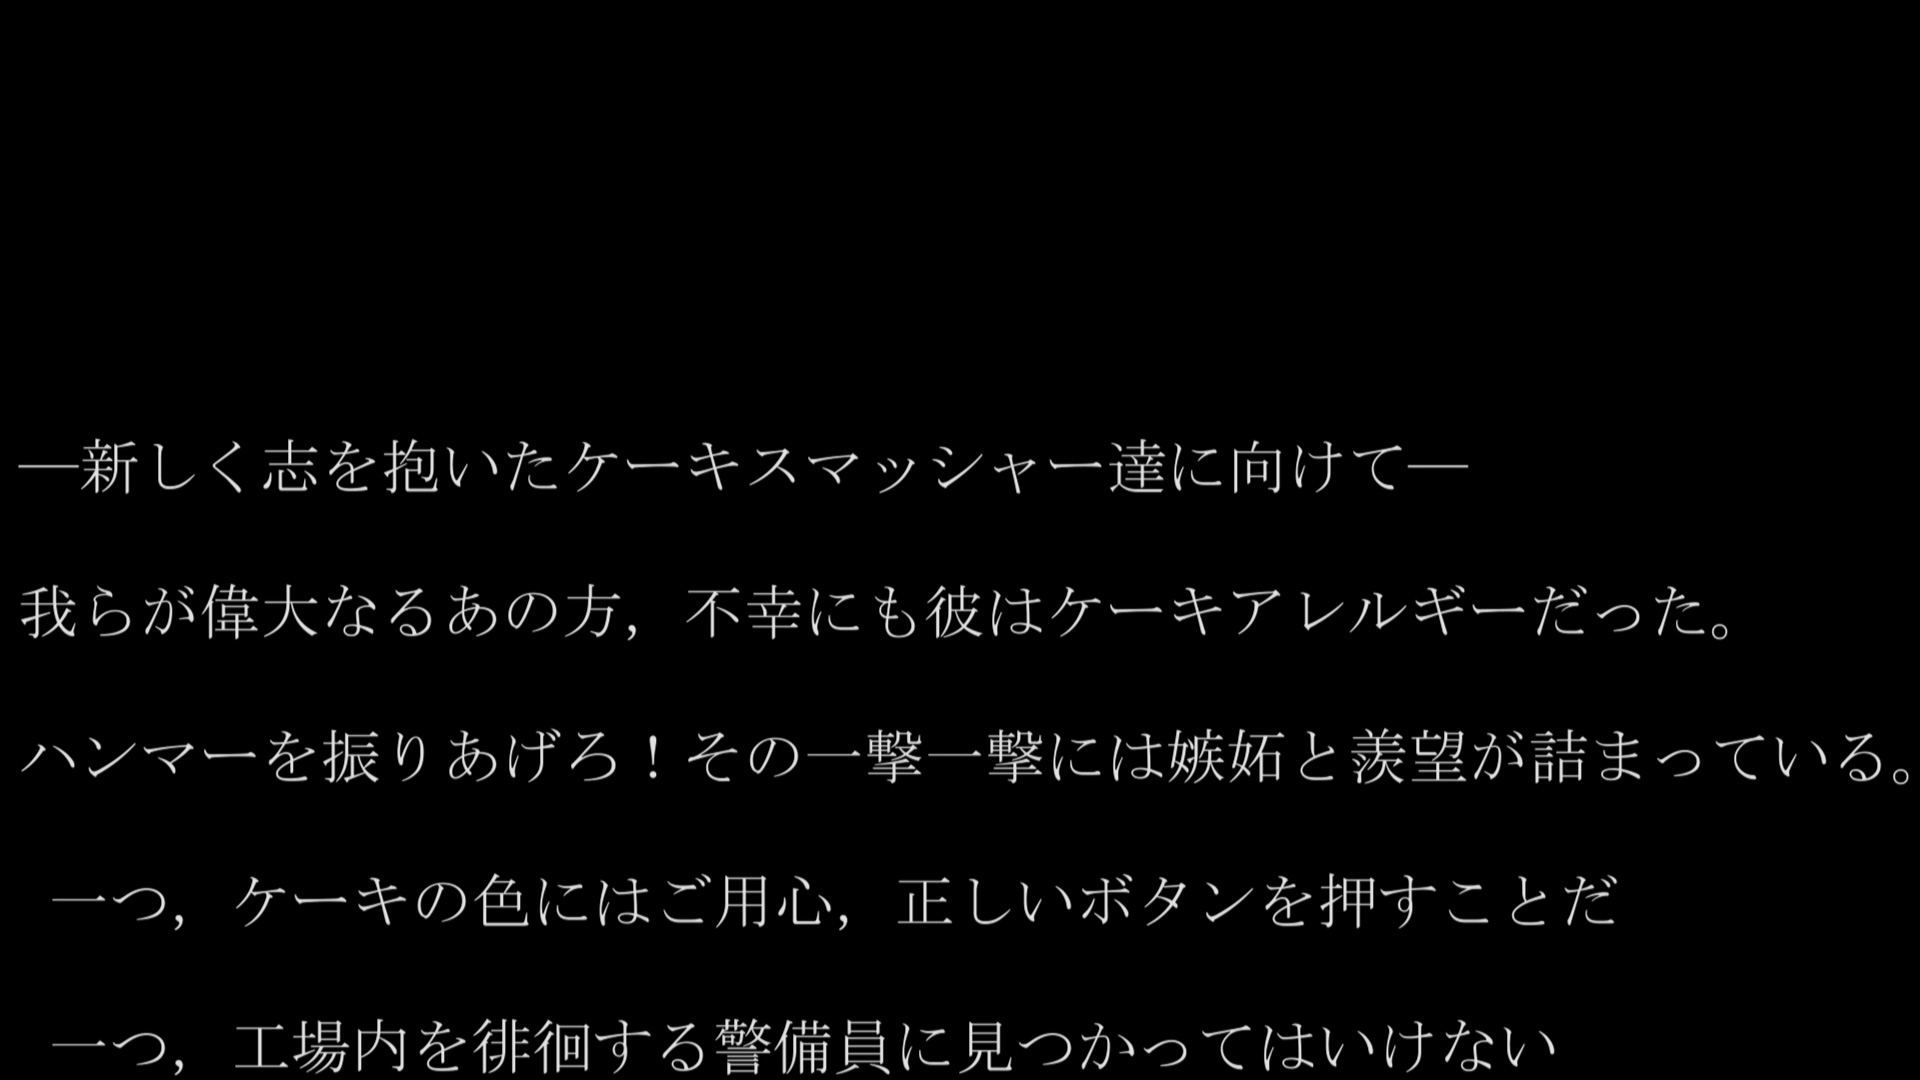 ―新しく志を抱いたケーキスマッシャー達に向けて―
我らが偉大なるあの方，不幸にも彼はケーキアレルギーだった。
ハンマーを振りあげろ！その一撃一撃には嫉妬と羨望が詰まっている。
一つ，ケーキの色にはご用心，正しいボタンを押すことだ
一つ，工場内を徘徊する警備員に見つかってはいけない